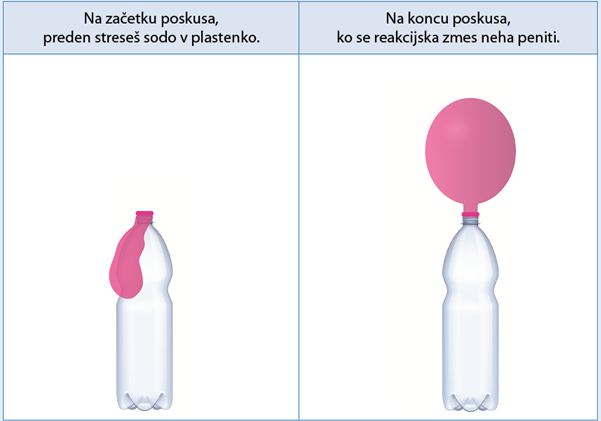 Na začetku poskusa,
preden streseš sodo v plastenko.
Na koncu poskusa,
ko se reakcijska zmes neha peniti.